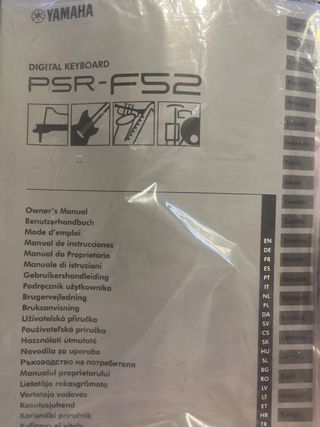 YAMAHA
DIGITAL KEYBOARD
PSR-F52
Owner's Manual
Benutzerhandbuch
Mode d'emploi
Manual de instrucciones
Manual do Proprietário
Manuale di istruzioni
Gebruikershandleiding
Podręcznik użytkownika
Brugervejledning
Bruksanvisning
Uživatelská příručka
Používateľská príručka
Használati útmutató
Navodila za uporabo
Ръководство на потребителя
Manualul proprietarului
Lietotāja rokasgrāmata
Vartotojo vadovas
Kasutusjuhend
Korisnički priručnik
EN
DE
FR
ES
PT
IT
NL
PL
DA
SV
CS
SK
HU
SL
BG
RO
LV
LT
ET
HR
TR